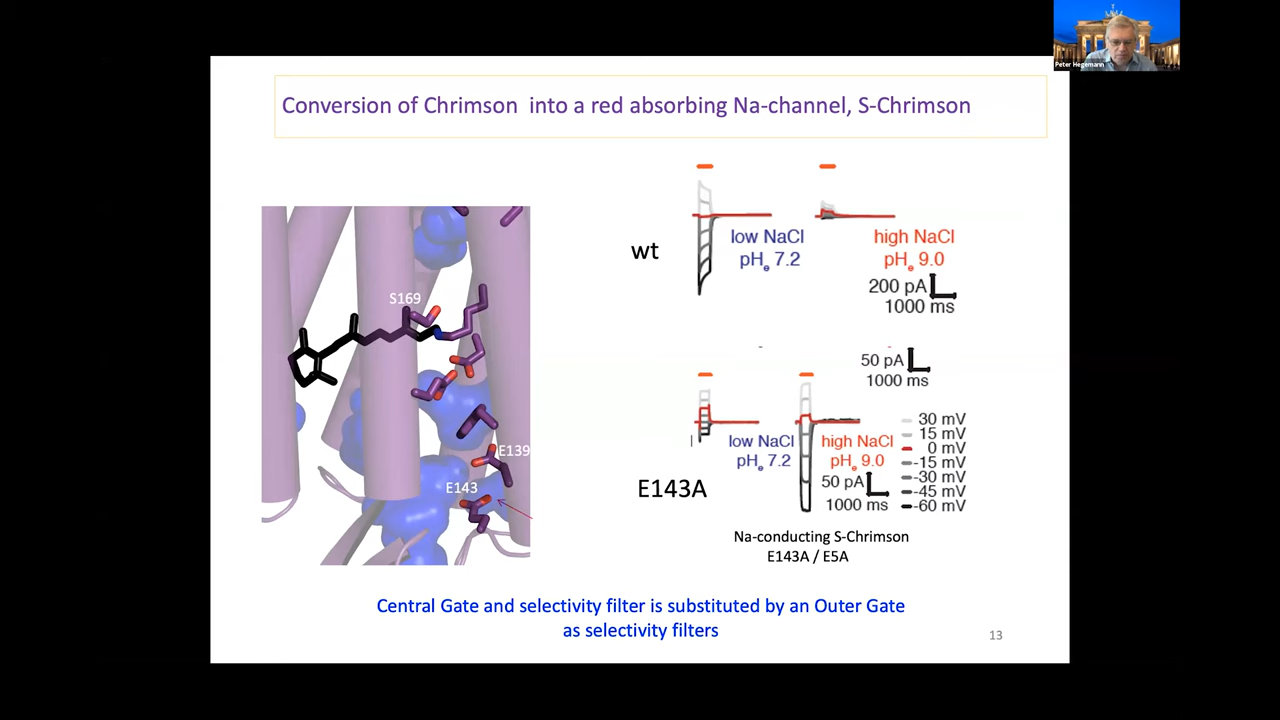 Peter Hegemann
Conversion of Chrimson into a red absorbing Na-channel, S-Chrimson
S169
E139
E143
wt
low NaCl
pHe 7.2
high NaCl
pHe 9.0
200 pA
1000 ms
50 pA
1000 ms
E143A
low NaCl
pHe 7.2
high NaCl
pHe 9.0
50 pA
1000 ms
30 mV
15 mV
0 mV
-15 mV
-30 mV
-45 mV
-60 mV
Na-conducting S-Chrimson
E143A / E5A
Central Gate and selectivity filter is substituted by an Outer Gate
as selectivity filters
13